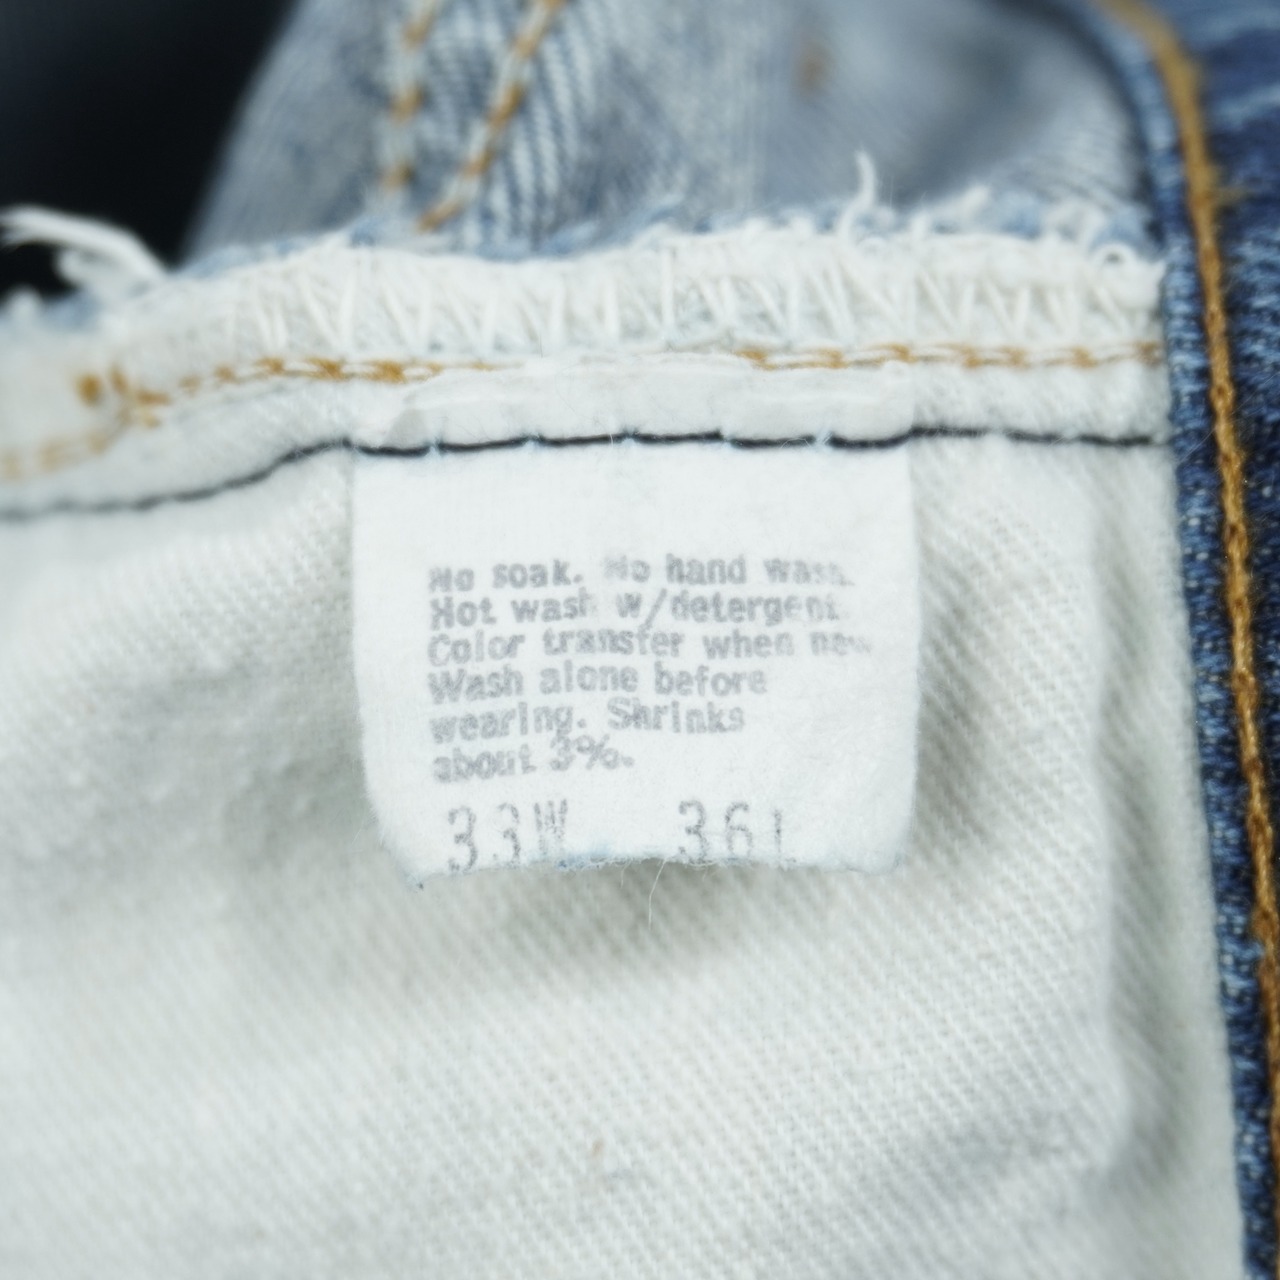 No soak. No hand wash.
Hot wash w/detergent.
Color transfer when new.
Wash alone before
wearing. Shrinks
about 3%.
33W 36L